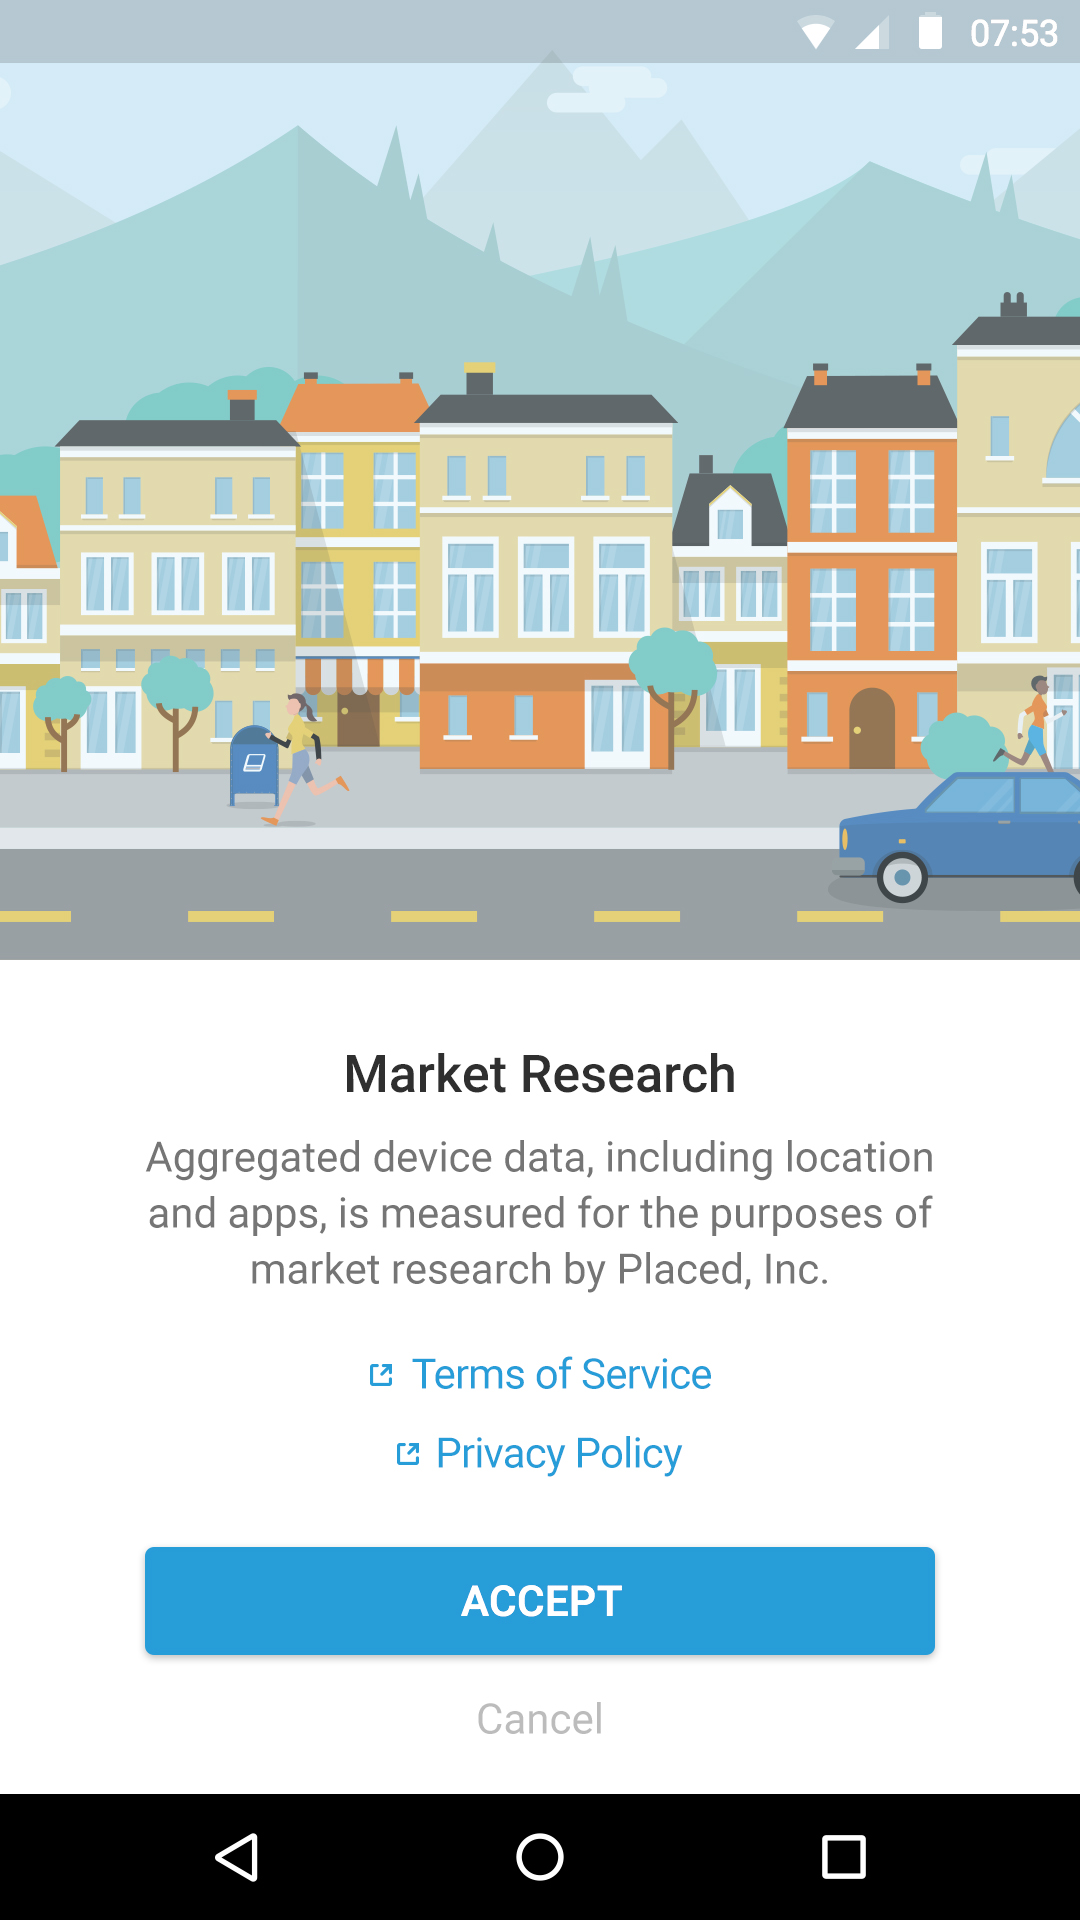 07:53
Market Research
Aggregated device data, including location
and apps, is measured for the purposes of
market research by Placed, Inc.
Terms of Service
Privacy Policy
ACCEPT
Cancel